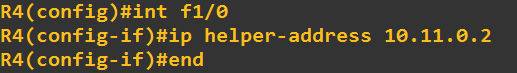 R4(config)#int f1/0
R4(config-if)#ip helper-address 10.11.0.2
R4(config-if)#end